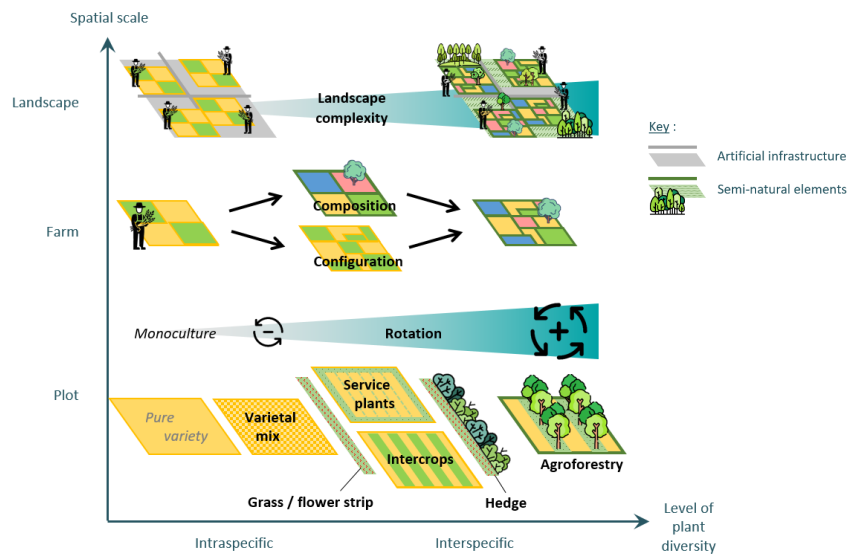 Spatial scale
Landscape
Landscape
complexity
Key :
Artificial infrastructure
Semi-natural elements
Farm
Composition
Configuration
Monoculture
Rotation
Plot
Pure
variety
Varietal
mix
Service
plants
Intercrops
Agroforestry
Grass / flower strip
Hedge
Intraspecific
Interspecific
Level of
plant
diversity